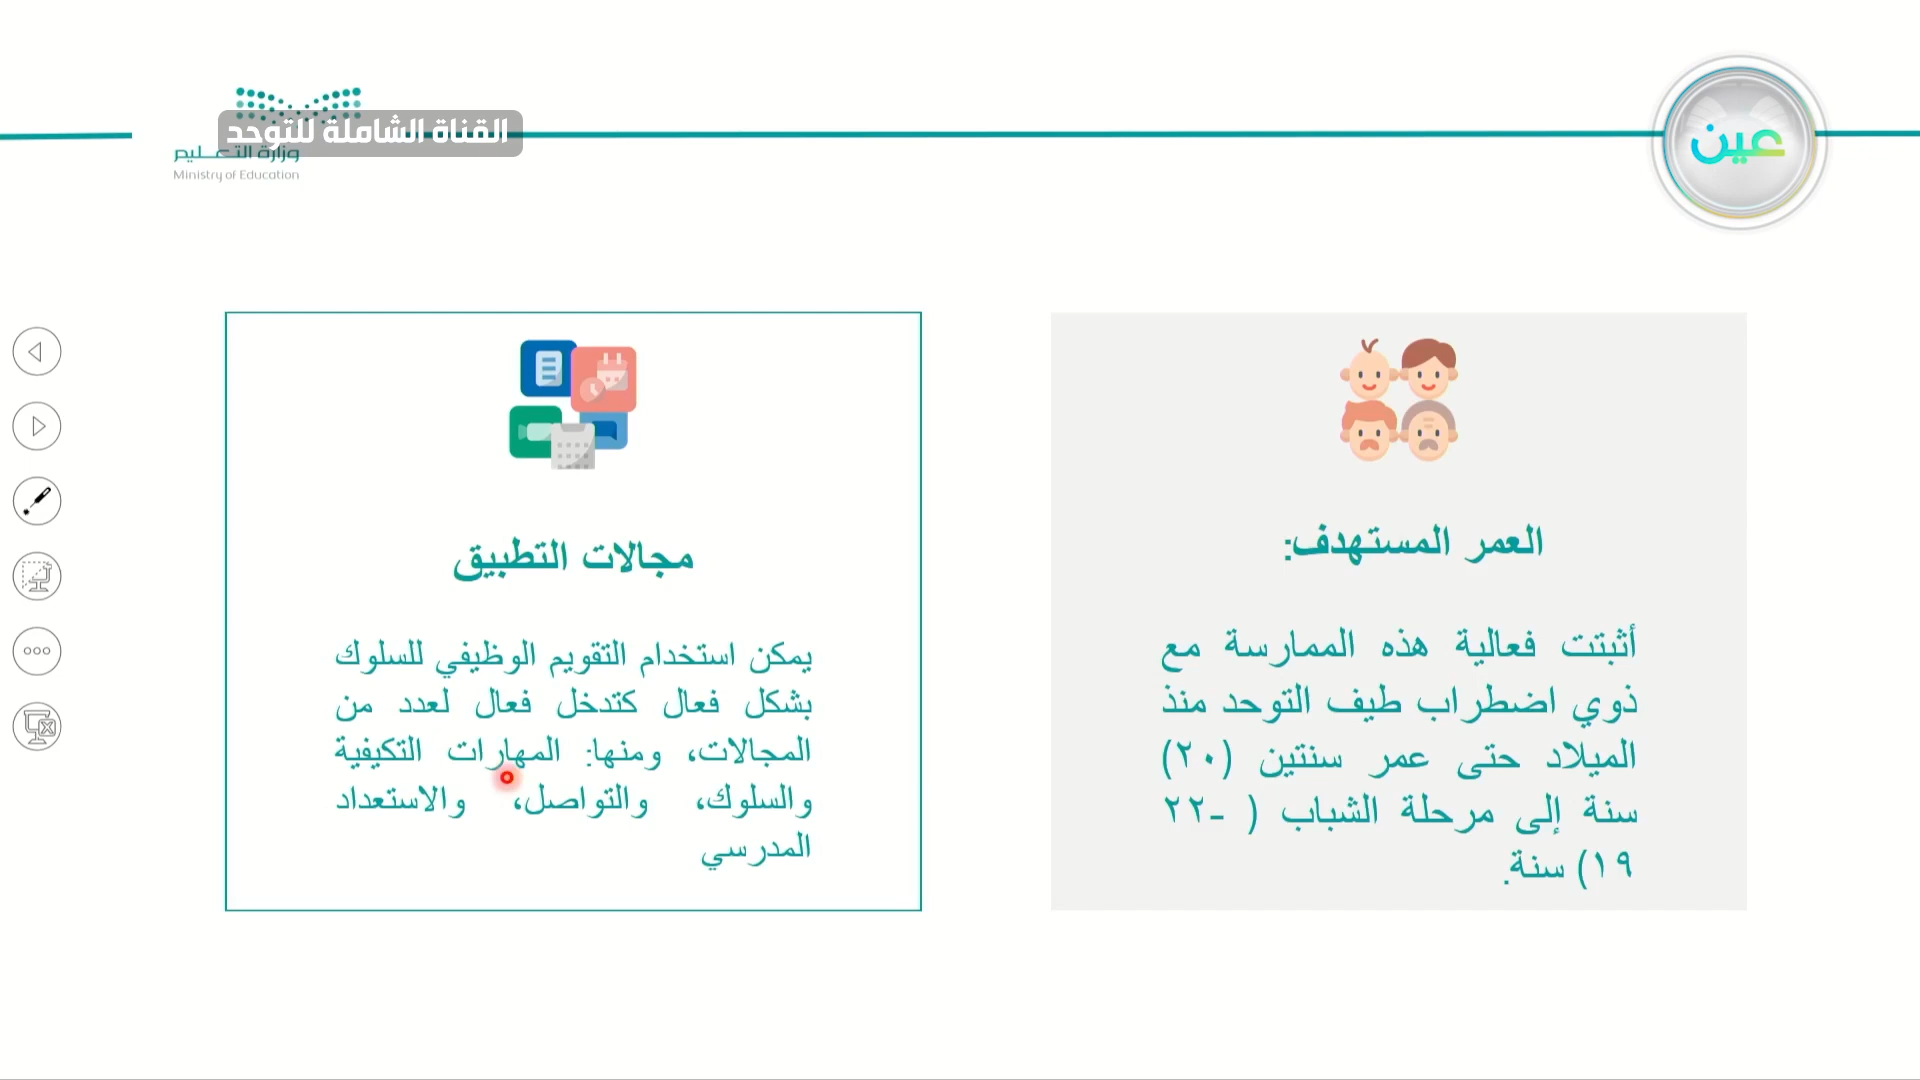 القناة الشاملة للتوحد
وزارة التعليم
Ministry of Education
عين
العمر المستهدف:
أثبتت فعالية هذه الممارسة مع
ذوي اضطراب طيف التوحد منذ
الميلاد حتى عمر سنتين (٢٠)
سنة إلى مرحلة الشباب ( -٢٢
١٩) سنة.
مجالات التطبيق
يمكن استخدام التقويم الوظيفي للسلوك
بشكل فعال كتدخل فعال لعدد من
المجالات، ومنها: المهارات التكيفية
والسلوك، والتواصل، والاستعداد
المدرسي